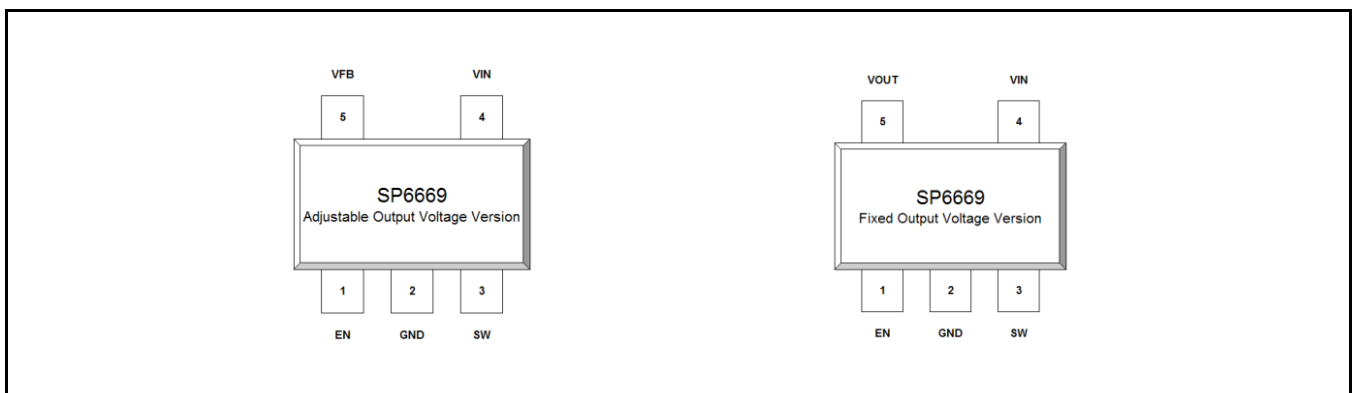 VFB VIN
5 4
SP6669
Adjustable Output Voltage Version
1 2 3
EN GND SW
VOUT VIN
5 4
SP6669
Fixed Output Voltage Version
1 2 3
EN GND SW